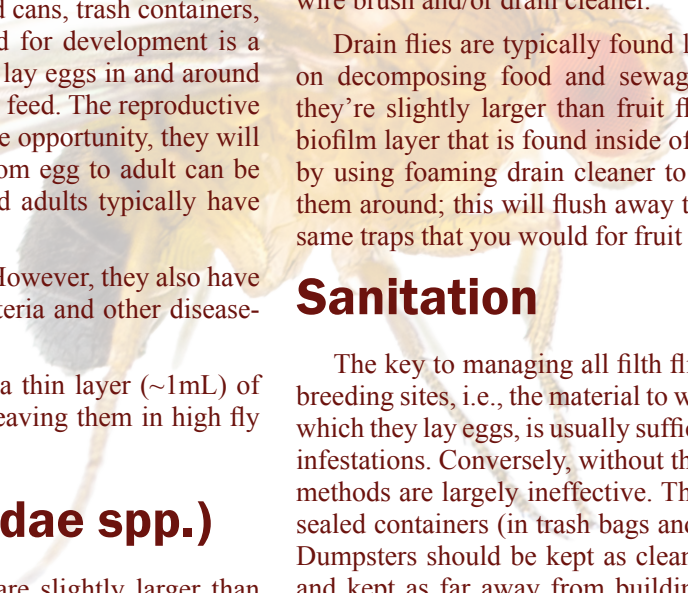 d cans, trash containers,
d for development is a
lay eggs in and around
feed. The reproductive
e opportunity, they will
om egg to adult can be
d adults typically have
However, they also have
teria and other disease-
a thin layer (~1mL) of
eaving them in high fly
dae spp.)
are slightly larger than
wire brush and/or drain cleaner.
Drain flies are typically found l
on decomposing food and sewag
they're slightly larger than fruit fl
biofilm layer that is found inside of
by using foaming drain cleaner to
them around; this will flush away t
same traps that you would for fruit
Sanitation
The key to managing all filth fli
breeding sites, i.e., the material to w
which they lay eggs, is usually suffic
infestations. Conversely, without th
methods are largely ineffective. Th
sealed containers (in trash bags and
Dumpsters should be kept as clean
and kept as far away from buildin